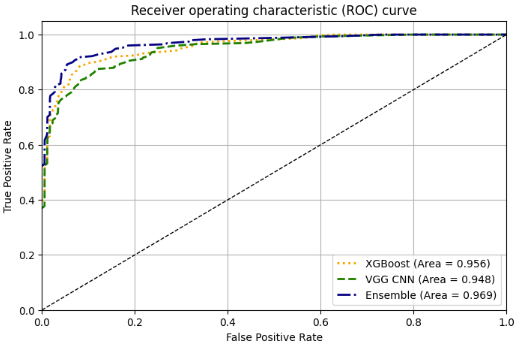 Receiver operating characteristic (ROC) curve
True Positive Rate
1.0
0.8
0.6
0.4
0.2
0.0
XGBoost (Area = 0.956)
VGG CNN (Area = 0.948)
Ensemble (Area = 0.969)
0.0 0.2 0.4 0.6 0.8 1.0
False Positive Rate